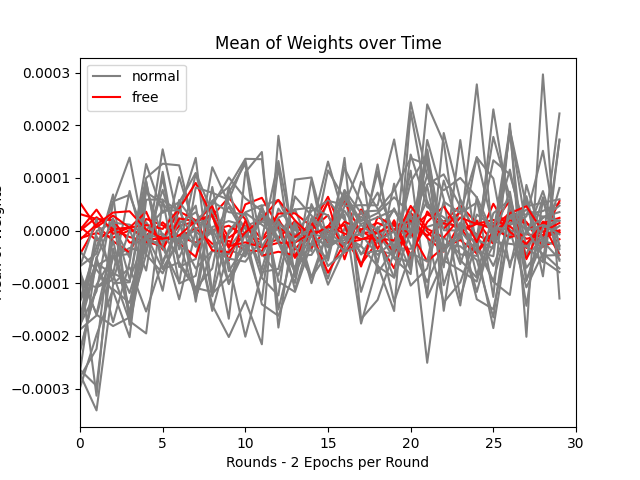 Mean of Weights over Time
normal
free
0.0003
0.0002
0.0001
0.0000
−0.0001
−0.0002
−0.0003
0 5 10 15 20 25 30
Rounds - 2 Epochs per Round